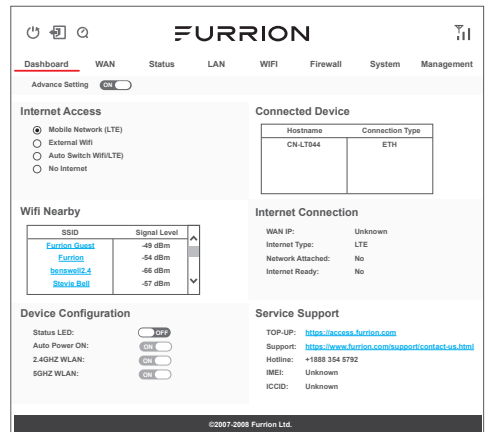 FURRION
Dashboard WAN Status LAN WIFI Firewall System Management
Advance Setting ON
Internet Access
Mobile Network (LTE)
External Wifi
Auto Switch Wifi/LTE)
No Internet
Connected Device
Hostname Connection Type
CN-LT044 ETH
Wifi Nearby
SSID Signal Level
Furrion Guest -49 dBm
Furrion -54 dBm
benswell2.4 -66 dBm
Stevie Bell -57 dBm
Internet Connection
WAN IP: Unknown
Internet Type: LTE
Network Attached: No
Internet Ready: No
Device Configuration
Status LED: OFF
Auto Power ON: ON
2.4GHZ WLAN: ON
5GHZ WLAN: ON
Service Support
TOP-UP: https://access.furrion.com
Support: https://www.furrion.com/support/contact-us.html
Hotline: +1888 354 5792
IMEI: Unknown
ICCID: Unknown
©2007-2008 Furrion Ltd.